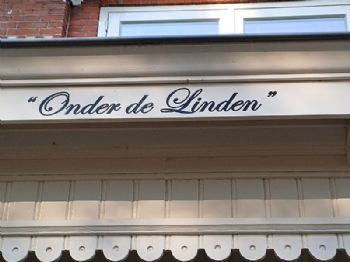 “Onder de Linden”